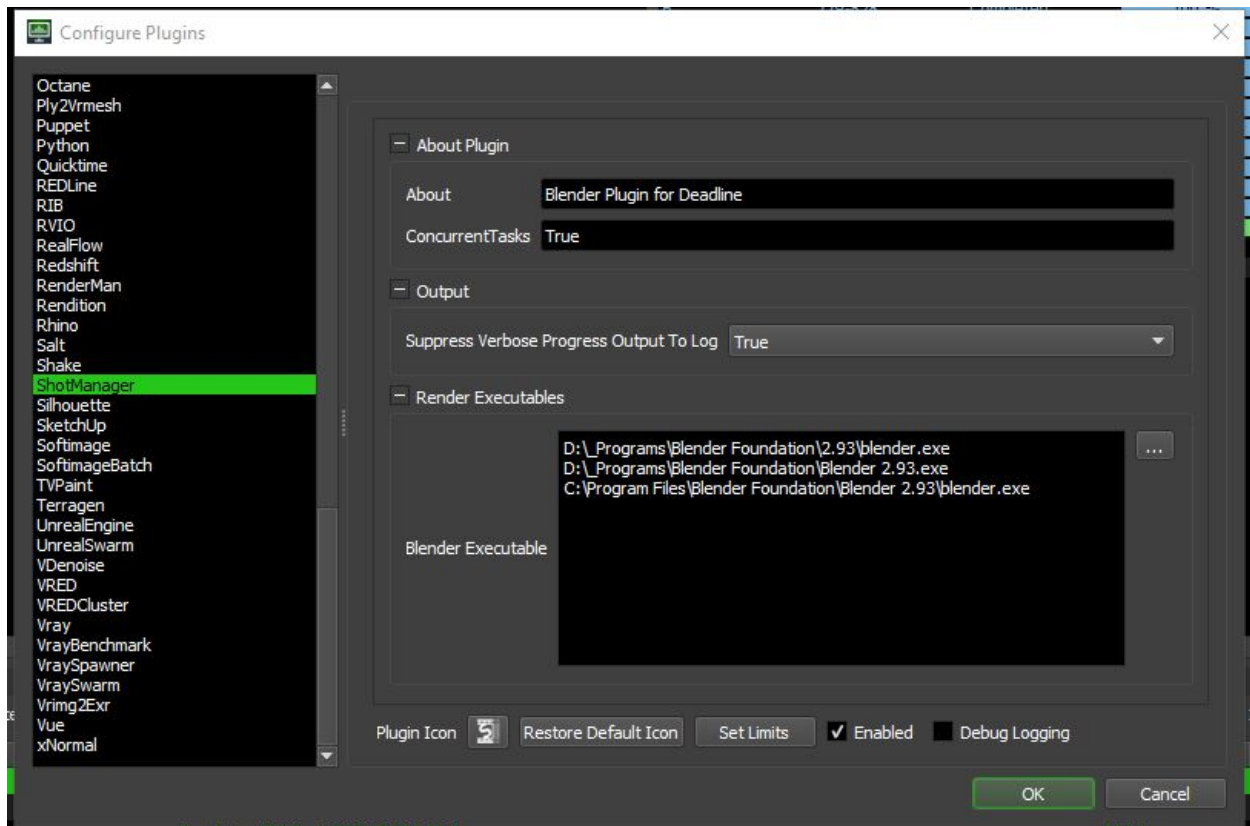 Configure Plugins
Octane
Ply2Vrmesh
Puppet
Python
Quicktime
REDLine
RIB
RVIO
RealFlow
Redshift
RenderMan
Rendition
Rhino
Salt
Shake
ShotManager
Silhouette
SketchUp
Softimage
SoftimageBatch
TVPaint
Terragen
UnrealEngine
UnrealSwarm
VDenoise
VRED
VREDCluster
Vray
VrayBenchmark
VraySpawner
VraySwarm
Vrimg2Exr
Vue
xNormal
About Plugin
About Blender Plugin for Deadline
ConcurrentTasks True
Output
Suppress Verbose Progress Output To Log True
Render Executables
D:\_Programs\Blender Foundation\2.93\blender.exe
D:\_Programs\Blender Foundation\Blender 2.93.exe
C:\Program Files\Blender Foundation\Blender 2.93\blender.exe
...
Blender Executable
Plugin Icon Restore Default Icon Set Limits Enabled Debug Logging
OK Cancel